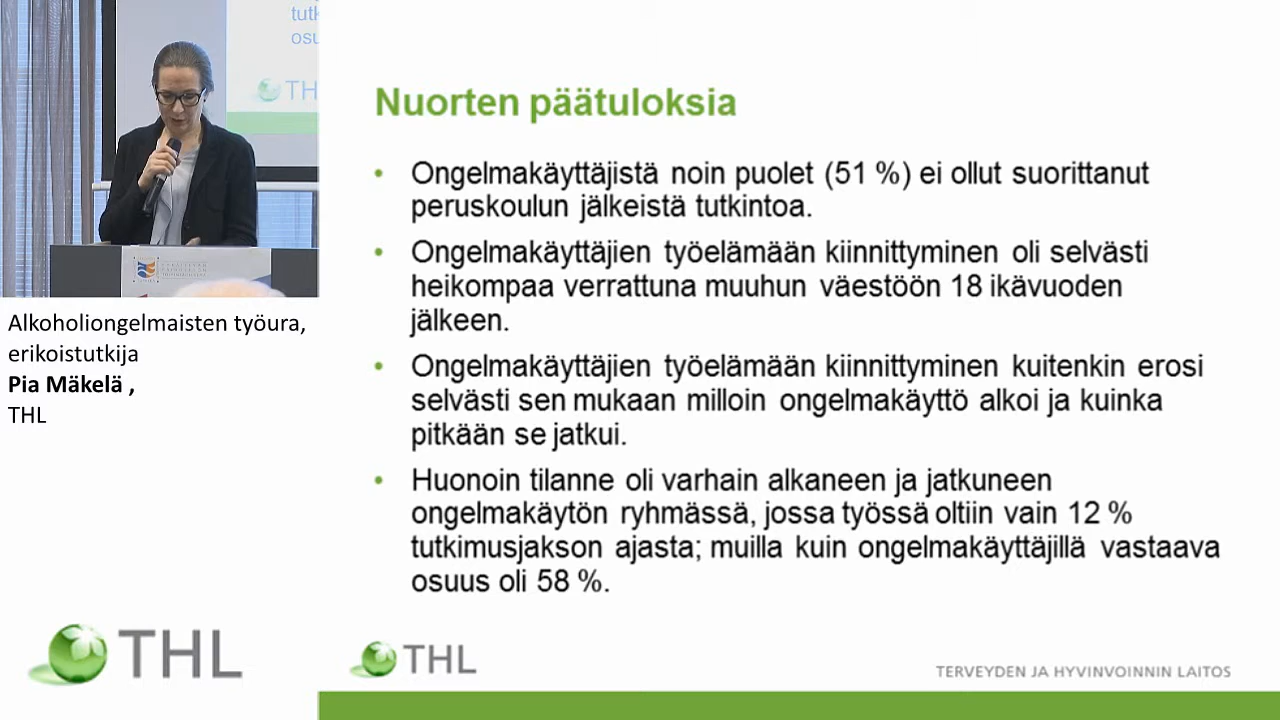 tutk
osu
THL
Alkoholiongelmaisten työura,
erikoistutkija
Pia Mäkelä ,
THL
THL
Nuorten päätuloksia
• Ongelmakäyttäjistä noin puolet (51 %) ei ollut suorittanut
peruskoulun jälkeistä tutkintoa.
• Ongelmakäyttäjien työelämään kiinnittyminen oli selvästi
heikompaa verrattuna muuhun väestöön 18 ikävuoden
jälkeen.
• Ongelmakäyttäjien työelämään kiinnittyminen kuitenkin erosi
selvästi sen mukaan milloin ongelmakäyttö alkoi ja kuinka
pitkään se jatkui.
• Huonoin tilanne oli varhain alkaneen ja jatkuneen
ongelmakäytön ryhmässä, jossa työssä oltiin vain 12 %
tutkimusjakson ajasta; muilla kuin ongelmakäyttäjillä vastaava
osuus oli 58 %.
THL
TERVEYDEN JA HYVINVOINNIN LAITOS